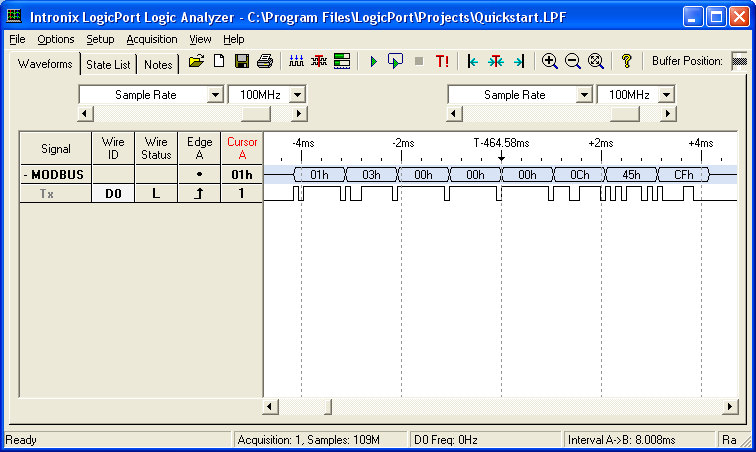 Intronix LogicPort Logic Analyzer - C:\Program Files\LogicPort\Projects\Quickstart.LPF
File Options Setup Acquisition View Help
Waveforms State List Notes T! ? Buffer Position:
Sample Rate 100MHz Sample Rate 100MHz
Signal Wire ID Wire Status Edge A Cursor A -4ms -2ms T-464.58ms +2ms +4ms
- MODBUS • 01h 01h 03h 00h 00h 00h 0Ch 45h CFh
Tx D0 L 1
Ready Acquisition: 1, Samples: 109M D0 Freq: 0Hz Interval A->B: 8.008ms Ra